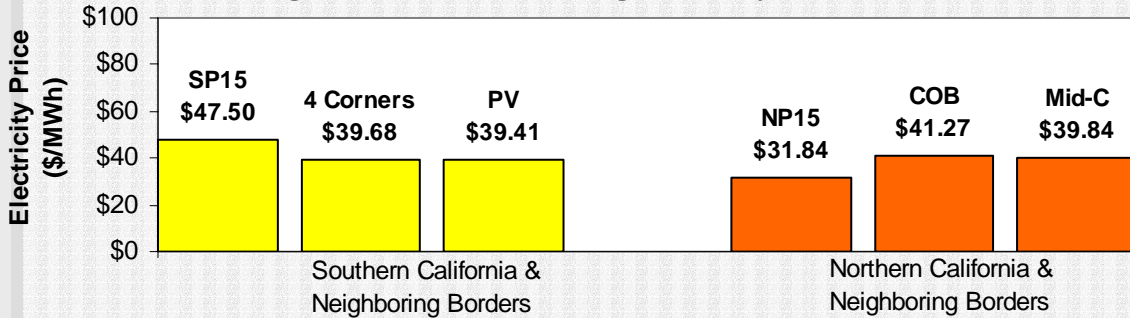 Electricity Price
($/MWh)
$100
$80
$60
$40
$20
$0
SP15
$47.50
4 Corners
$39.68
PV
$39.41
NP15
$31.84
COB
$41.27
Mid-C
$39.84
Southern California &
Neighboring Borders
Northern California &
Neighboring Borders